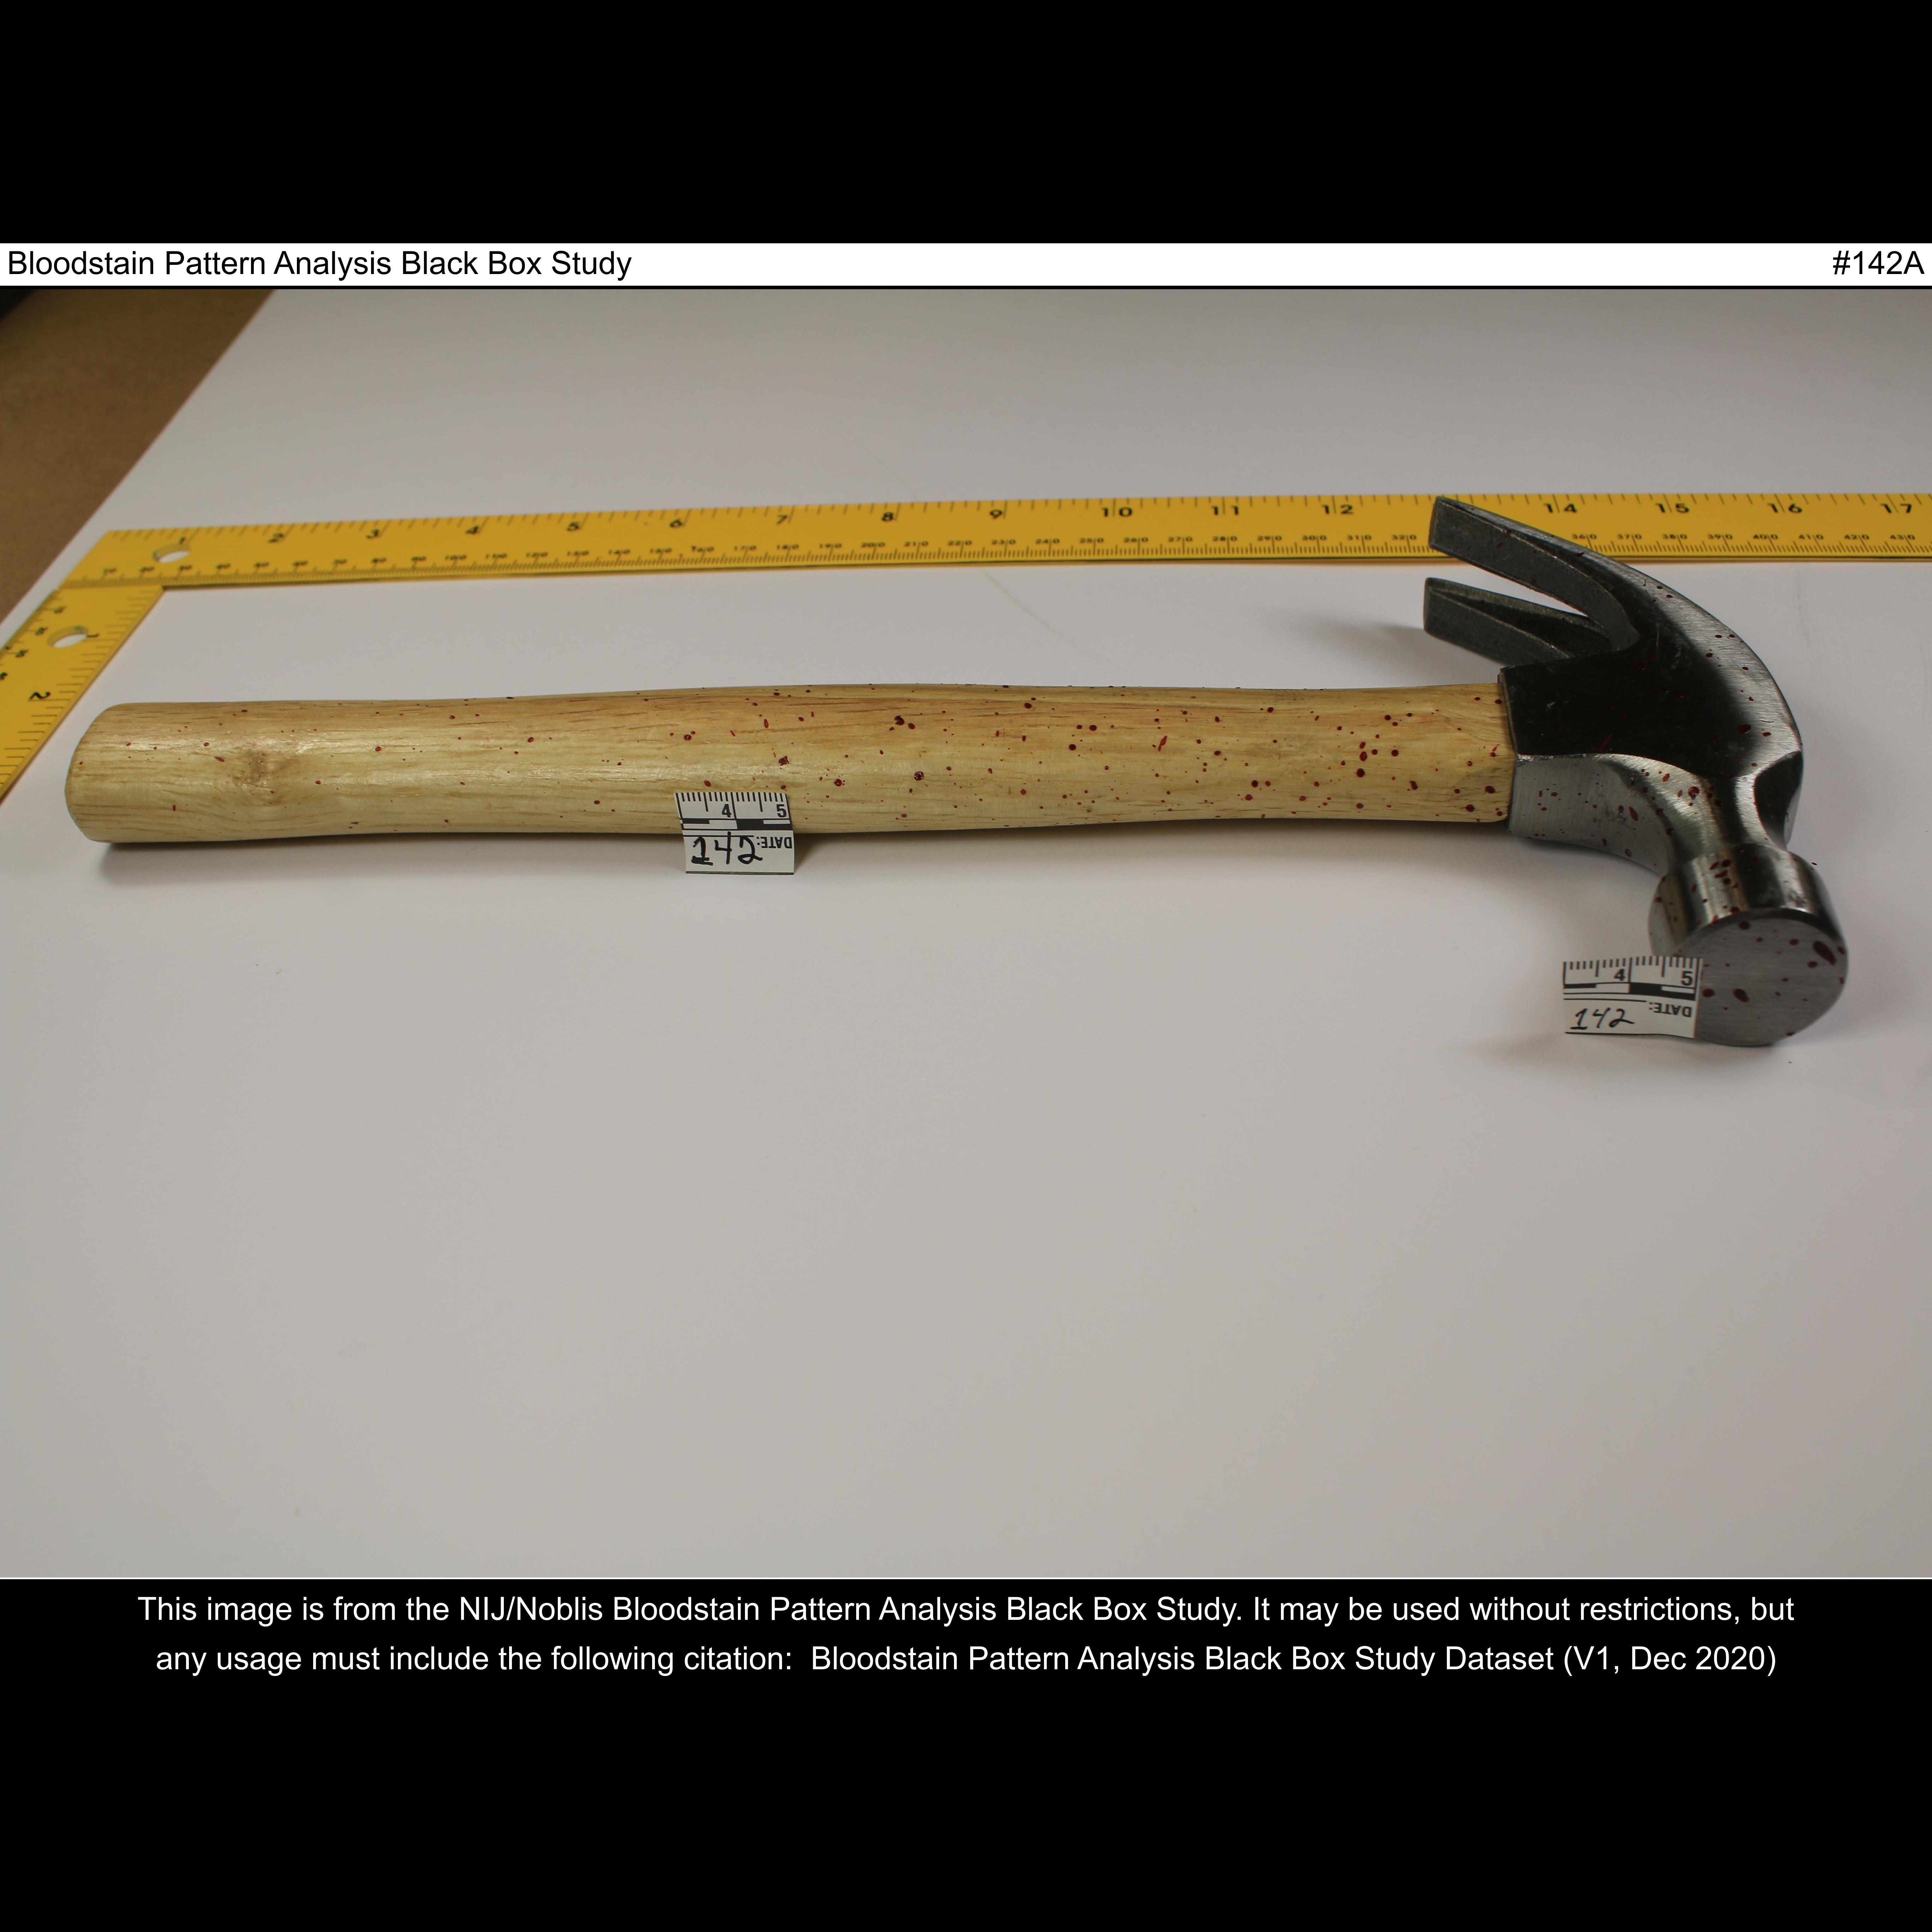 Bloodstain Pattern Analysis Black Box Study #142A
1 2 3 4 5 6 7 8 9 10 11 12 14 15 16 17
1
2
4 5
DATE:
142
4 5
DATE:
142
This image is from the NIJ/Noblis Bloodstain Pattern Analysis Black Box Study. It may be used without restrictions, but
any usage must include the following citation: Bloodstain Pattern Analysis Black Box Study Dataset (V1, Dec 2020)